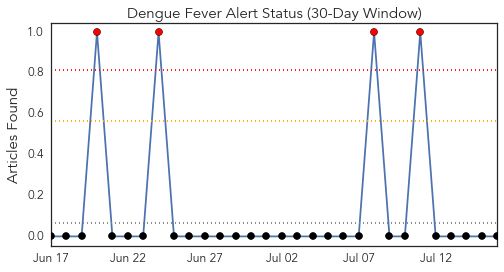 Dengue Fever Alert Status (30-Day Window)
Articles Found
1.0
0.8
0.6
0.4
0.2
0.0
Jun 17 Jun 22 Jun 27 Jul 02 Jul 07 Jul 12